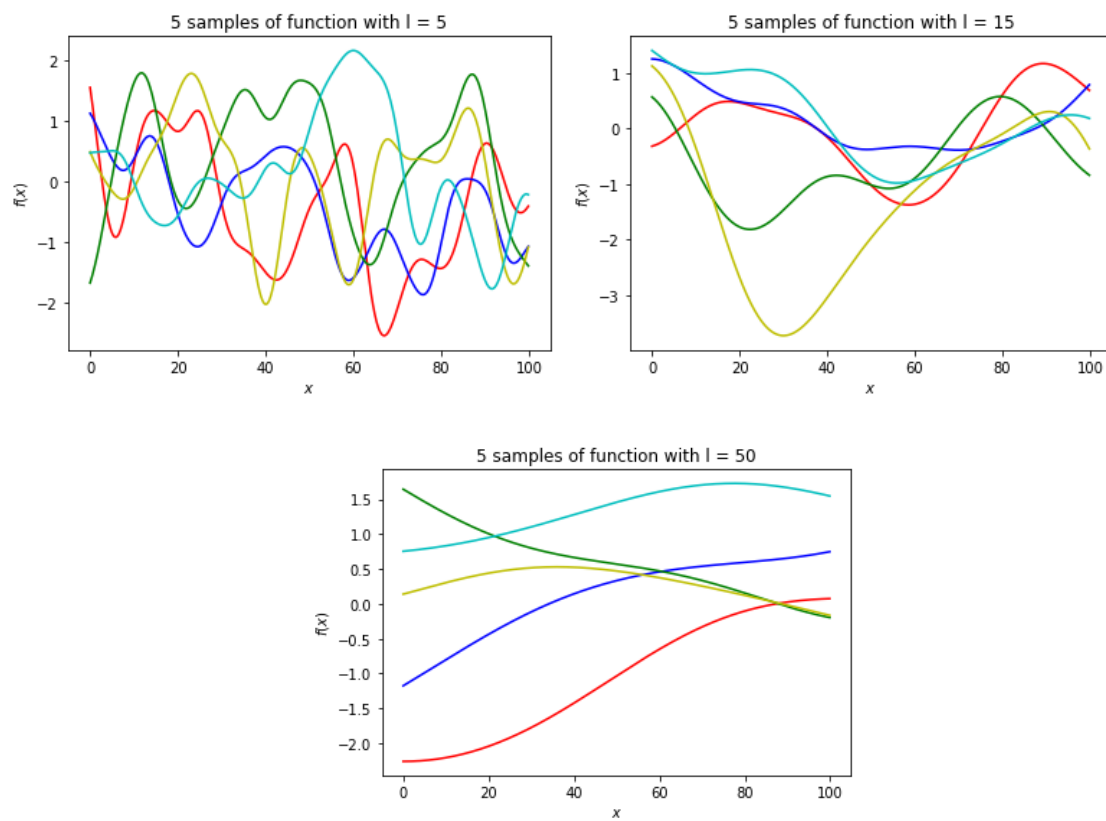 5 samples of function with l = 5
f(x)
2
1
0
−1
−2
0 20 40 60 80 100
x
5 samples of function with l = 15
f(x)
1
0
−1
−2
−3
0 20 40 60 80 100
x
5 samples of function with l = 50
f(x)
1.5
1.0
0.5
0.0
−0.5
−1.0
−1.5
−2.0
0 20 40 60 80 100
x